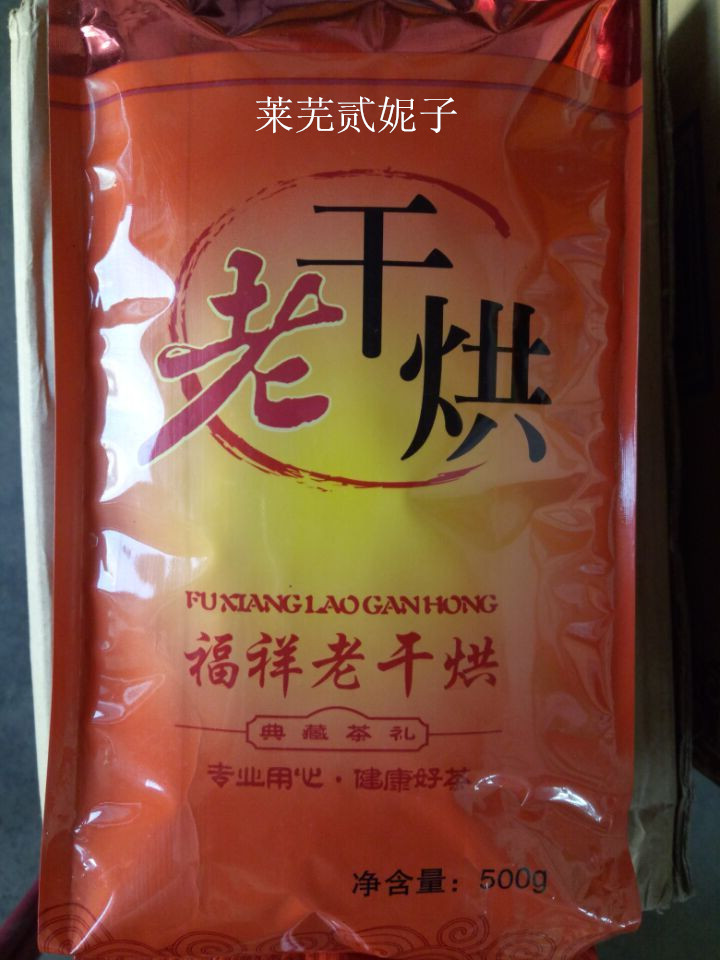 莱芜贰妮子
老干烘
FU XIANG LAO GAN HONG
福祥老干烘
典藏茶礼
专业用心·健康好茶
净含量：500g